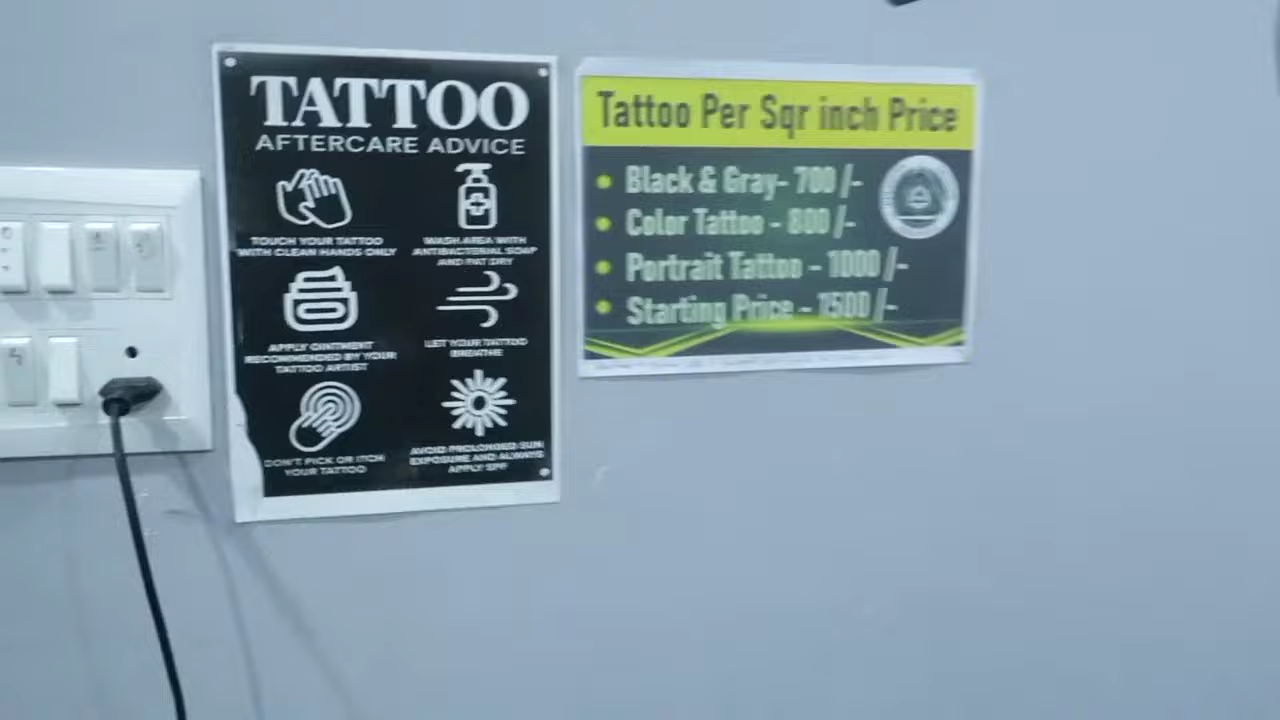 TATTOO
AFTERCARE ADVICE
TOUCH YOUR TATTOO
WITH CLEAN HANDS ONLY
WASH AREA WITH
ANTIBACTERIAL SOAP
AND PAT DRY
APPLY OINTMENT
RECOMMENDED BY YOUR
TATTOO ARTIST
LET YOUR TATTOO
BREATHE
DON'T PICK OR ITCH
YOUR TATTOO
AVOID PROLONGED SUN
EXPOSURE AND ALWAYS
APPLY SPF
Tattoo Per Sqr inch Price
Black & Gray- 700 /-
Color Tattoo - 800/-
Portrait Tattoo - 1000 /-
Starting Price - 1500 /-